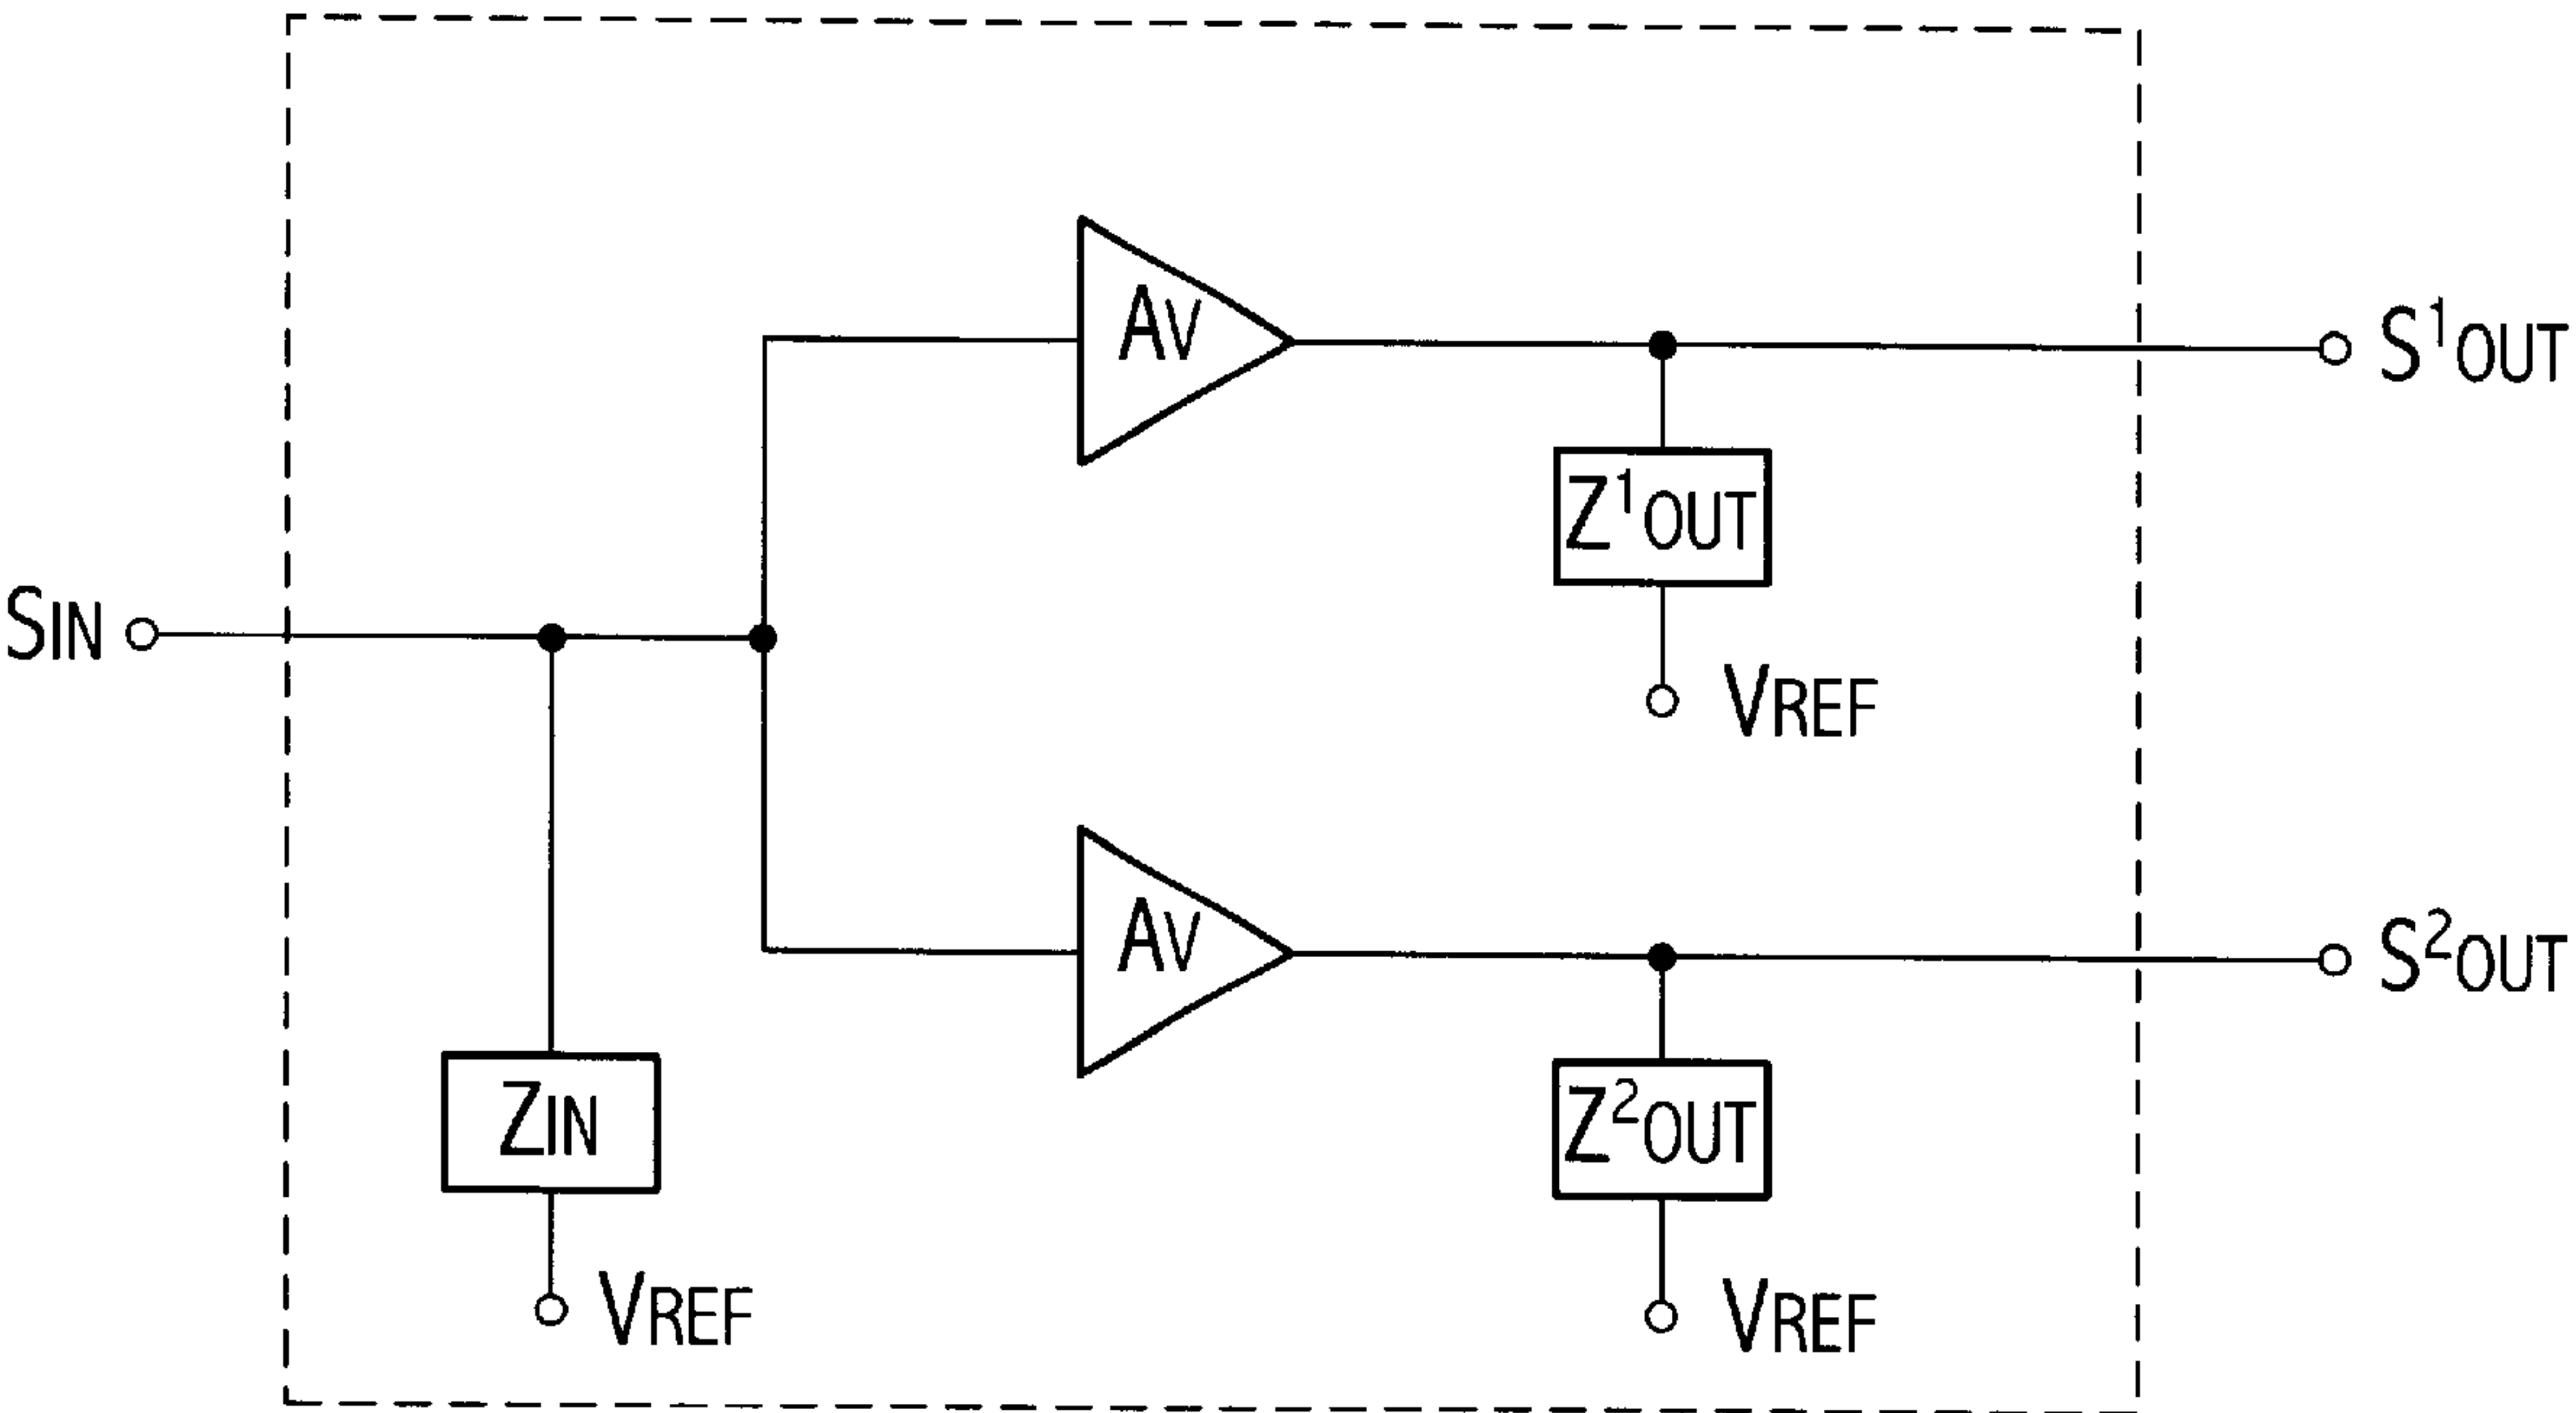 AV
S¹OUT
Z¹OUT
SIN
VREF
AV
S²OUT
ZIN
Z²OUT
VREF
VREF